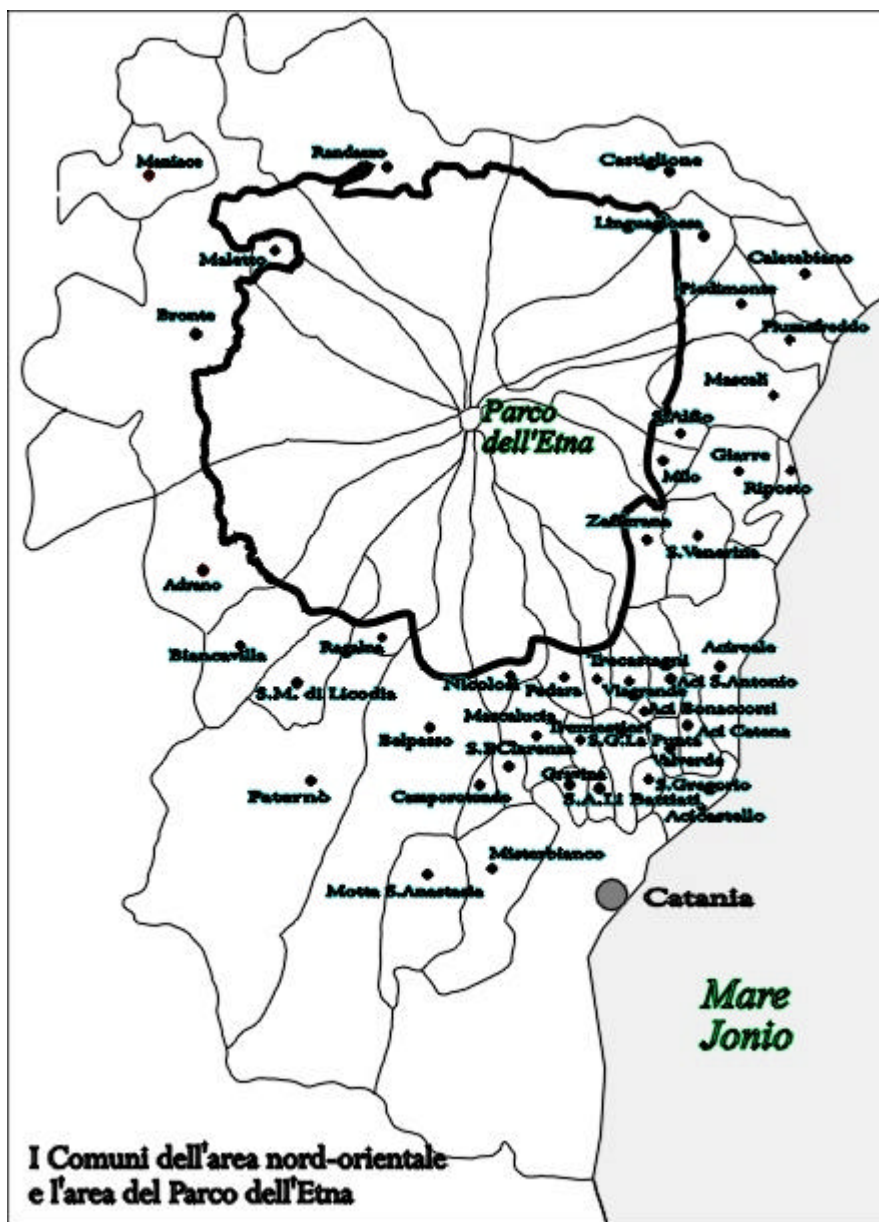 Randazzo
Maniace
Castiglione
Linguaglossa
Maletto
Calatabiano
Piedimonte
Bronte
Fiumefreddo
Mascali
Parco
dell'Etna
S.Alfio
Giarre
Milo
Riposto
Zafferana
S.Venerina
Adrano
Ragalna
Biancavilla
Acireale
Trecastagni
S.M. di Licodia
Nicolosi
Pedara
Viagrande
Aci S.Antonio
Mascalucia
Aci Bonaccorsi
Tremestieri
Aci Catena
Belpasso
S.G.La Punta
S.P.Clarenza
Valverde
Gravina
S.Gregorio
Paternò
Camporotondo
S.A.Li Battiati
Acicastello
Misterbianco
Motta S.Anastasia
Catania
Mare
Jonio
I Comuni dell'area nord-orientale
e l'area del Parco dell'Etna